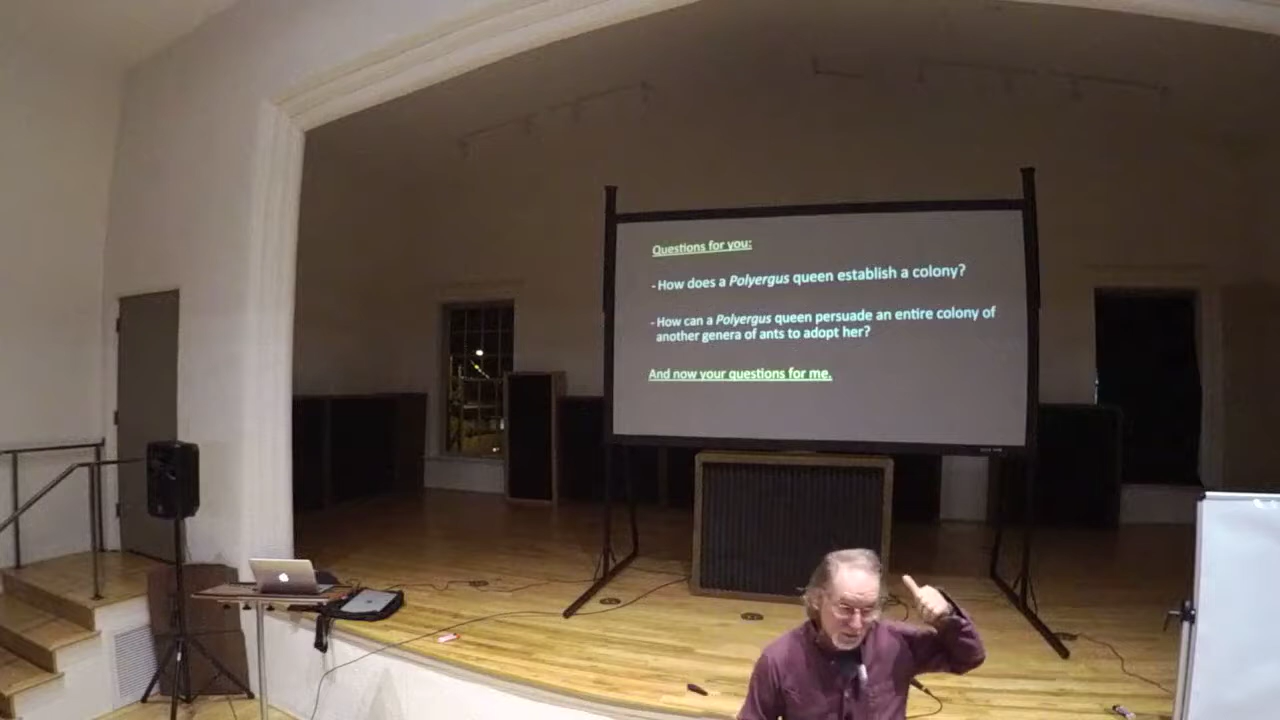 Questions for you:
- How does a Polyergus queen establish a colony?
- How can a Polyergus queen persuade an entire colony of
another genera of ants to adopt her?
And now your questions for me.